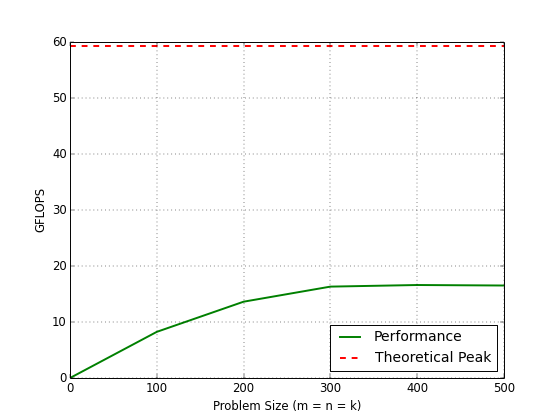 60
50
40
30
20
10
0
GFLOPS
0 100 200 300 400 500
Problem Size (m = n = k)
Performance
Theoretical Peak